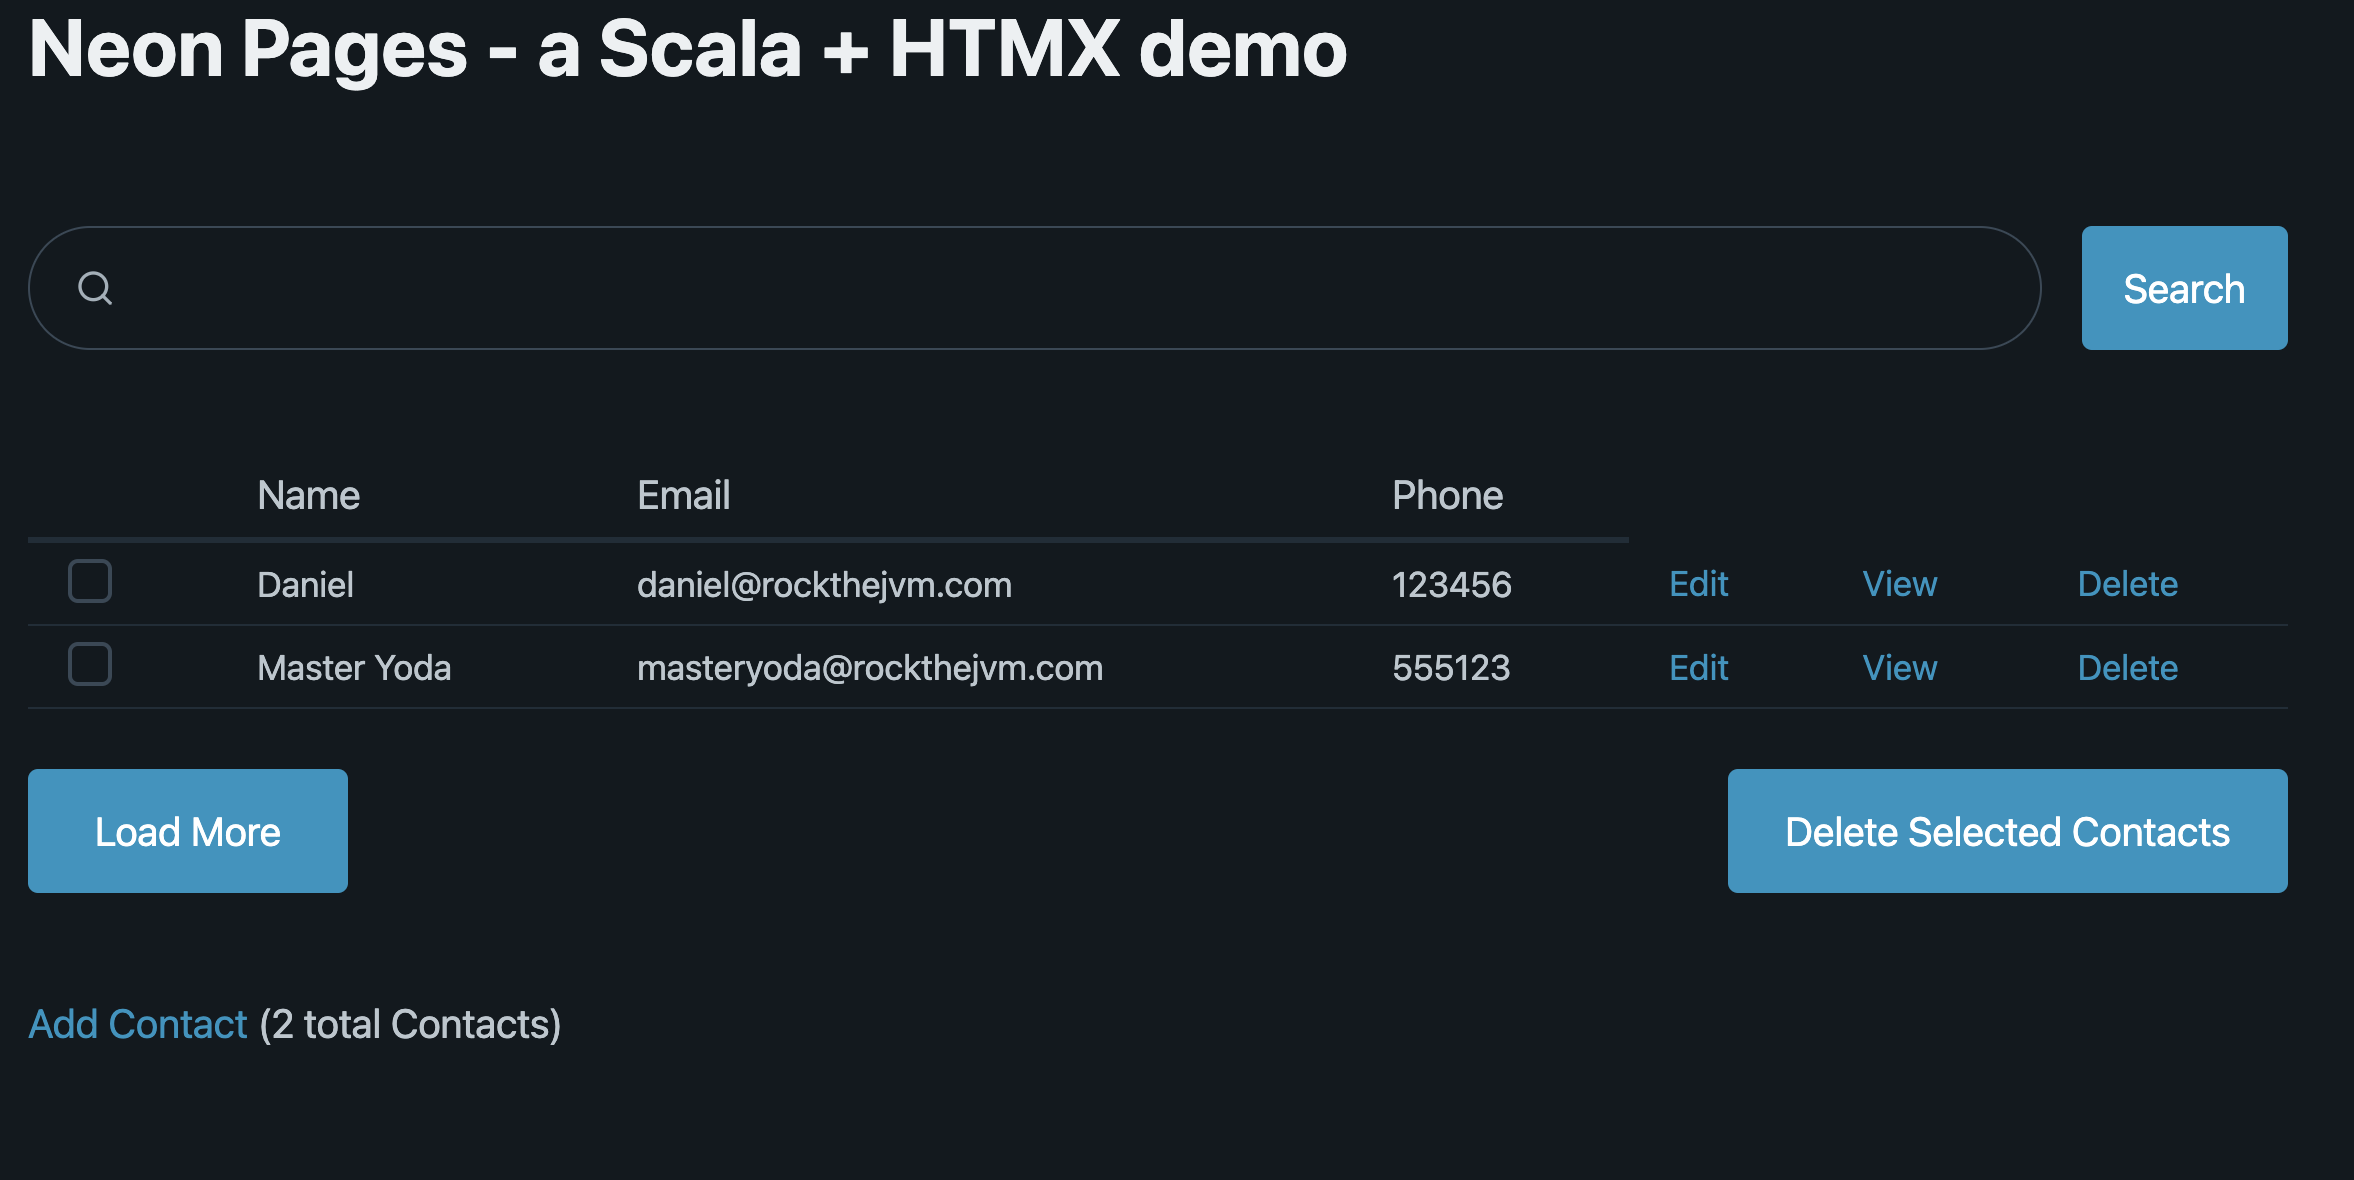 Neon Pages - a Scala + HTMX demo
Search
Name Email Phone
Daniel daniel@rockthejvm.com 123456 Edit View Delete
Master Yoda masteryoda@rockthejvm.com 555123 Edit View Delete
Load More Delete Selected Contacts
Add Contact (2 total Contacts)